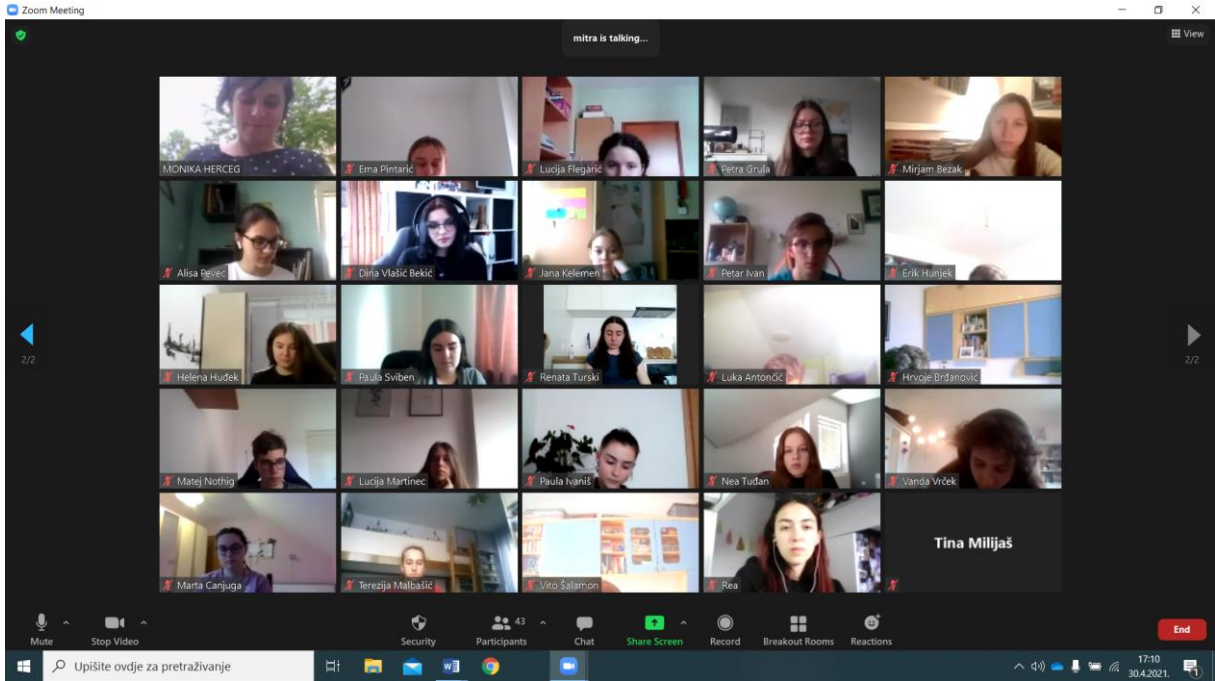 Zoom Meeting
mitra is talking...
View
MONIKA HERCEG
Ema Pintarić
Lucija Flegarić
Petra Grula
Mirjam Bezak
Alisa Pevec
Dina Vlašić Bekić
Jana Kelemen
Petar Ivan
Erik Hunjek
2/2
2/2
Helena Huđek
Paula Sviben
Renata Turski
Luka Antončić
Hrvoje Brđanović
Matej Nothig
Lucija Martinec
Paula Ivaniš
Nea Tuđan
Vanda Vrček
Marta Canjuga
Terezija Malbašić
Vito Šalamon
Rea
Tina Milijaš
Mute
Stop Video
Security
43
Participants
Chat
Share Screen
Record
Breakout Rooms
Reactions
End
Upišite ovdje za pretraživanje
17:10
30.4.2021.
1